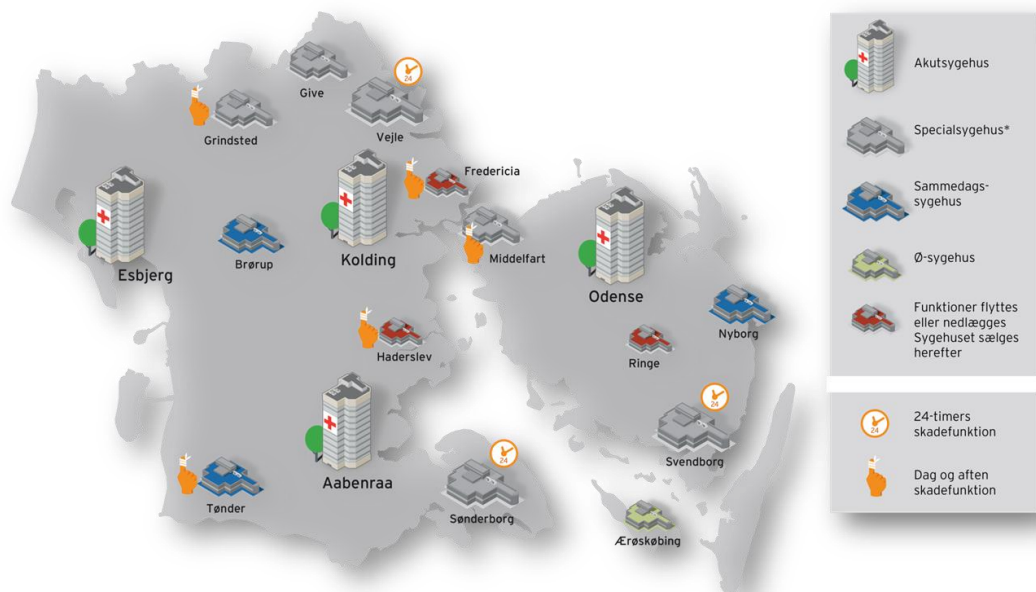 Give
24
Vejle
Grindsted
Fredericia
Esbjerg
Brørup
Kolding
Middelfart
Odense
Nyborg
Haderslev
Ringe
24
Svendborg
Aabenraa
24
Sønderborg
Tønder
Ærøskøbing
Akutsygehus
Specialsygehus*
Sammedags-
sygehus
Ø-sygehus
Funktioner flyttes
eller nedlægges
Sygehuset sælges
herefter
24
24-timers
skadefunktion
Dag og aften
skadefunktion